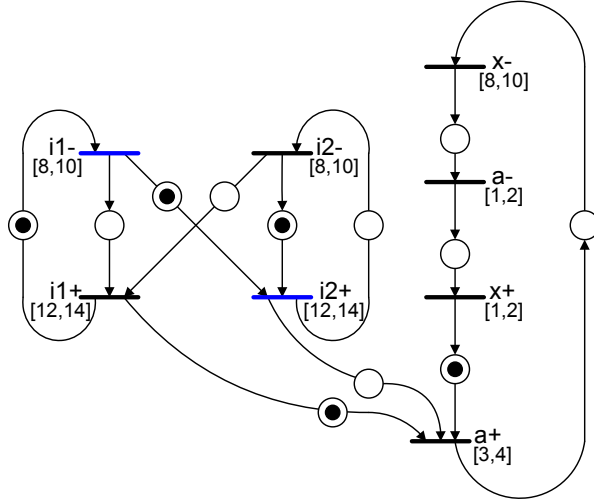 x-
[8,10]
i1-
[8,10]
i2-
[8,10]
a-
[1,2]
i1+
[12,14]
i2+
[12,14]
x+
[1,2]
a+
[3,4]